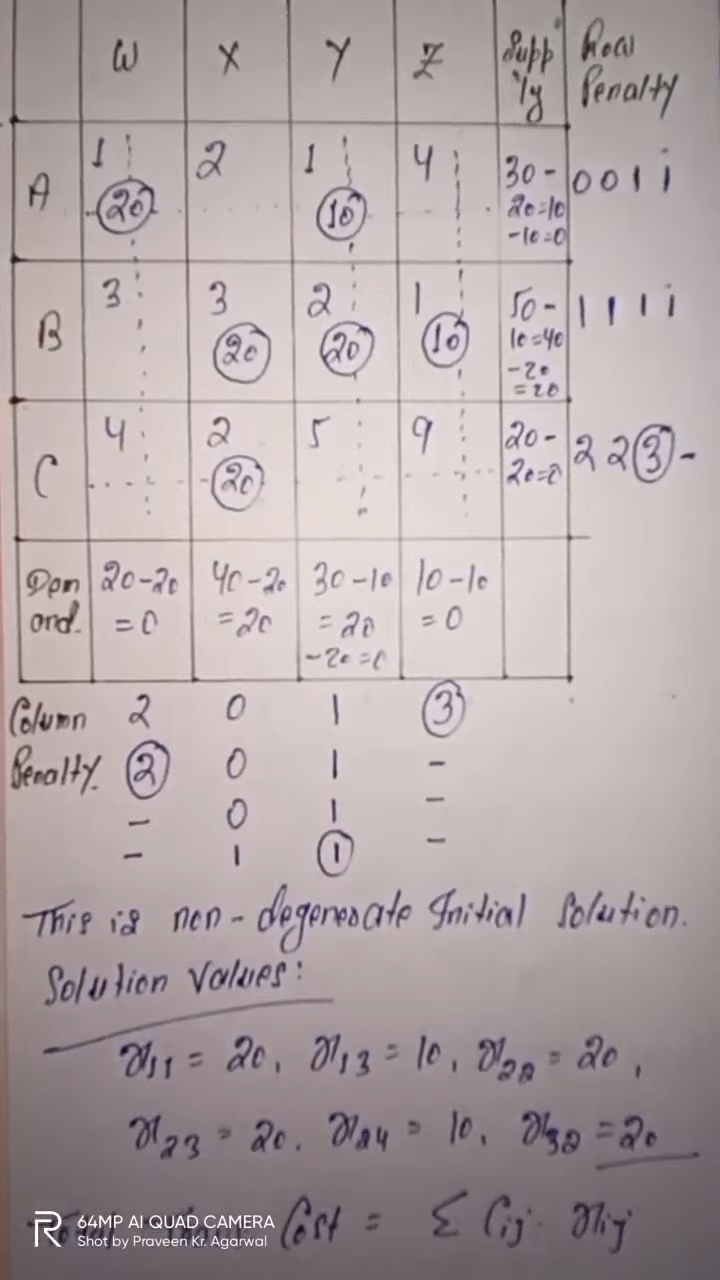 W X Y Z Supp Row
'ly Penalty
1 2 1 4 30- 0 0 1 1
A 20 10 20=10
-10=0
3 3 2 1 50- 1 1 1 1
B 20 20 10 10=40
-20
=20
4 2 5 9 20- 2 2 3 -
C 20 20=0
Dem 20-20 40-20 30-10 10-10
and. =0 =20 =20 =0
-20=0
Column 2 0 1 3
Penalty. 2 0 1 -
- 0 1 -
- 1 1 -
This is non-degenerate Initial Solution.
Solution values:
x11 = 20, x13 = 10, x22 = 20,
x23 = 20. x24 = 10, x32 = 20
Cost = Σ Cij. xij
64MP AI QUAD CAMERA
Shot by Praveen Kr. Agarwal